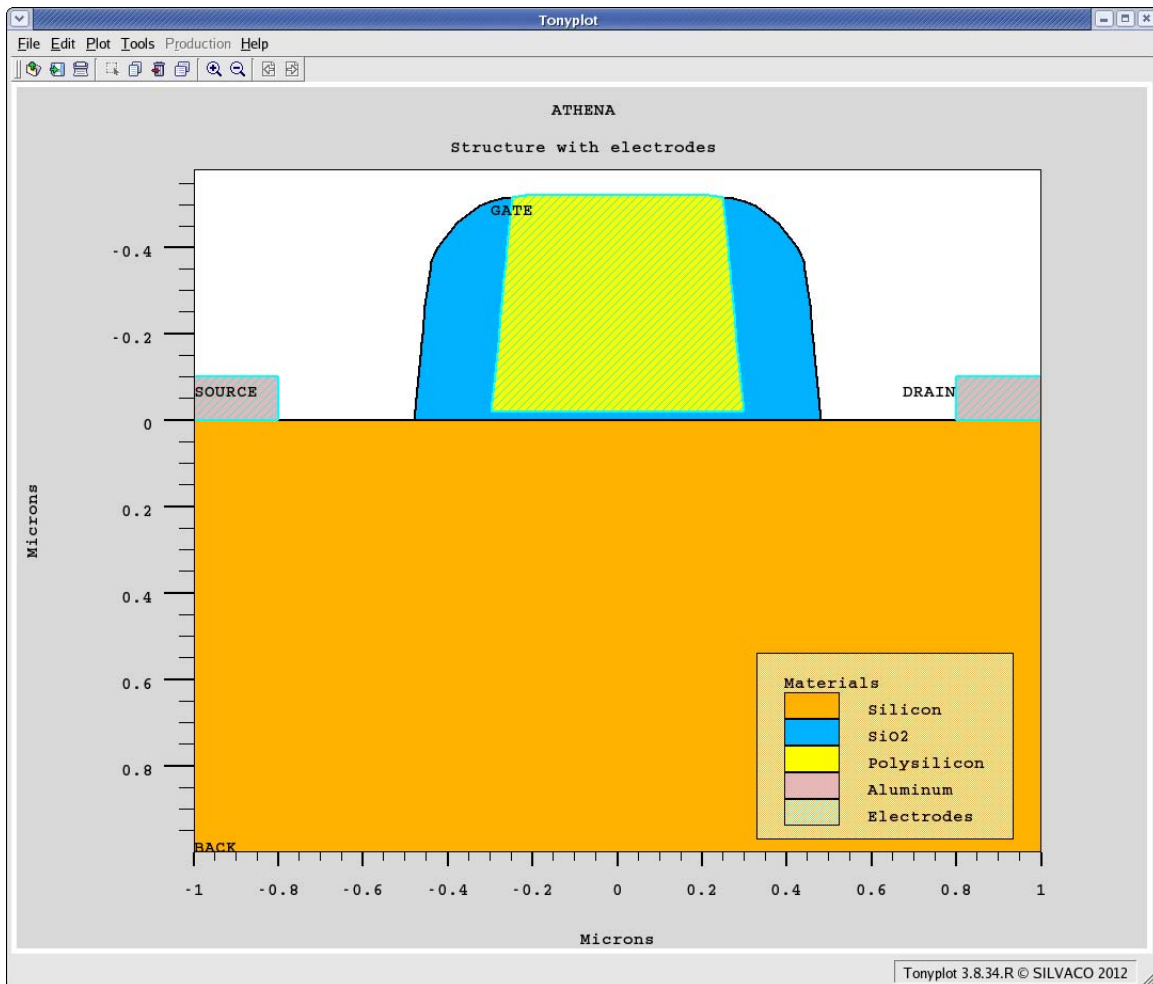 Tonyplot
File Edit Plot Tools Production Help
ATHENA
Structure with electrodes
GATE
-0.4
-0.2
SOURCE
DRAIN
0
0.2
Microns
0.4
0.6
0.8
Materials
Silicon
SiO2
Polysilicon
Aluminum
Electrodes
BACK
-1 -0.8 -0.6 -0.4 -0.2 0 0.2 0.4 0.6 0.8 1
Microns
Tonyplot 3.8.34.R © SILVACO 2012